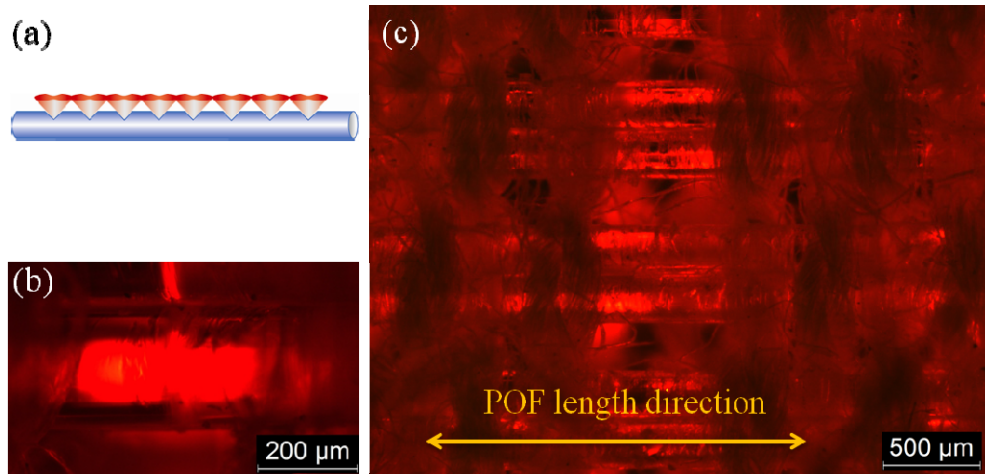 (a)
(b)
200 µm
(c)
POF length direction
500 µm